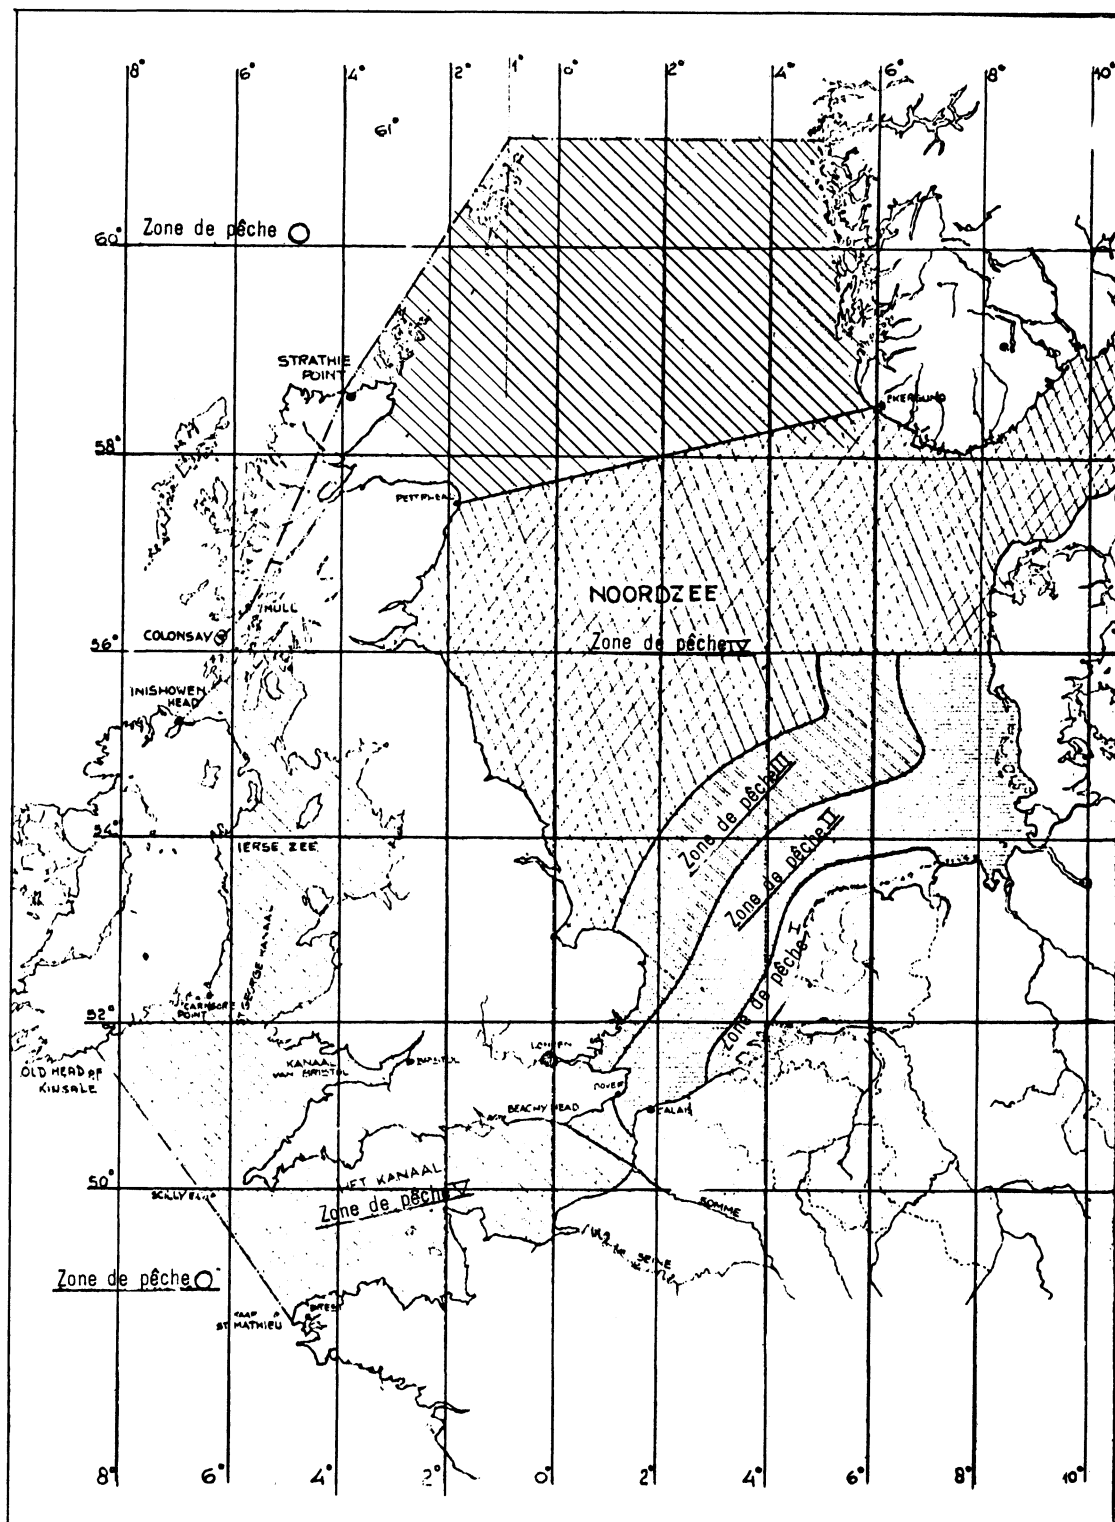 8° 6° 4° 2° 1° 0° 2° 4° 6° 8° 10°
61°
Zone de pêche O
60°
STRATHIE
POINT
EKERSUND
58°
NOORDZEE
MULL
COLONSAY
Zone de pêche IV
56°
INISHOWEN
HEAD
Zone de pêche III
54°
IERSE ZEE
Zone de pêche II
Zone de pêche I
ST GEORGE KANAAL
CARNSORE
POINT
52°
LONDEN
KANAAL
VAN BRISTOL
BRISTOL
OLD HEAD OF
KINSALE
DOVER
CALAIS
BEACHY HEAD
HET KANAAL
50°
SCILLY
Zone de pêche V
SOMME
SEINE
Zone de pêche O
KAAP
ST MATHIEU
BREST
8° 6° 4° 2° 0° 2° 4° 6° 8° 10°